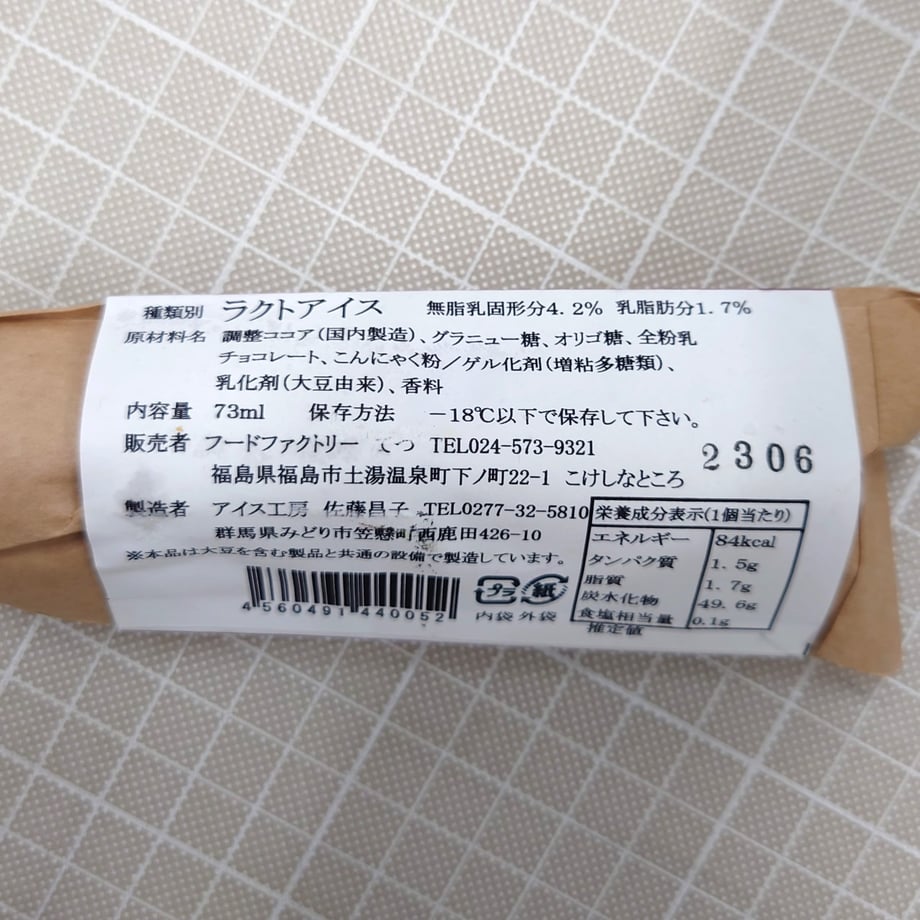 種類別 ラクトアイス 無脂乳固形分4.2% 乳脂肪分1.7%
原材料名 調整ココア(国内製造)、グラニュー糖、オリゴ糖、全粉乳
チョコレート、こんにゃく粉/ゲル化剤(増粘多糖類)、
乳化剤(大豆由来)、香料
内容量 73ml 保存方法 -18℃以下で保存して下さい。
販売者 フードファクトリー てつ TEL024-573-9321
福島県福島市土湯温泉町下ノ町22-1 こけしなところ
2306
製造者 アイス工房 佐藤昌子 TEL0277-32-5810
群馬県みどり市笠懸町西鹿田426-10
※本品は大豆を含む製品と共通の設備で製造しています。
4560491440052
プラ 紙
内袋 外袋
栄養成分表示(1個当たり)
エネルギー 84kcal
タンパク質 1.5g
脂質 1.7g
炭水化物 49.6g
食塩相当量 0.1g
推定値